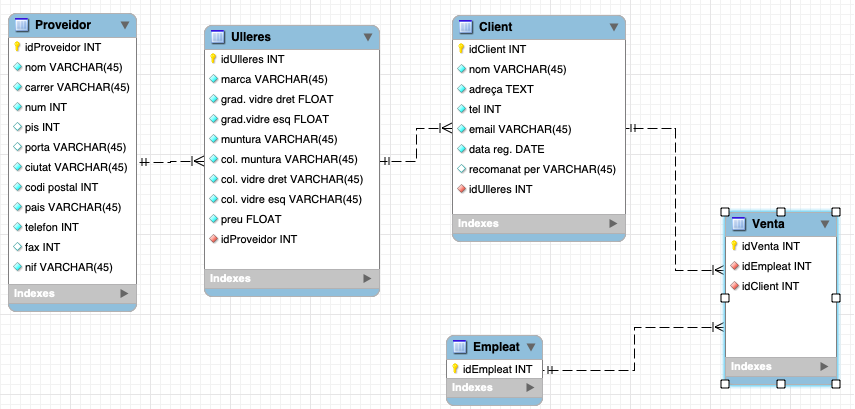 Proveidor
idProveidor INT
nom VARCHAR(45)
carrer VARCHAR(45)
num INT
pis INT
porta VARCHAR(45)
ciutat VARCHAR(45)
codi postal INT
pais VARCHAR(45)
telefon INT
fax INT
nif VARCHAR(45)
Indexes
Ulleres
idUlleres INT
marca VARCHAR(45)
grad. vidre dret FLOAT
grad.vidre esq FLOAT
muntura VARCHAR(45)
col. muntura VARCHAR(45)
col. vidre dret VARCHAR(45)
col. vidre esq VARCHAR(45)
preu FLOAT
idProveidor INT
Indexes
Client
idClient INT
nom VARCHAR(45)
adreça TEXT
tel INT
email VARCHAR(45)
data reg. DATE
recomanat per VARCHAR(45)
idUlleres INT
Indexes
Venta
idVenta INT
idEmpleat INT
idClient INT
Indexes
Empleat
idEmpleat INT
Indexes